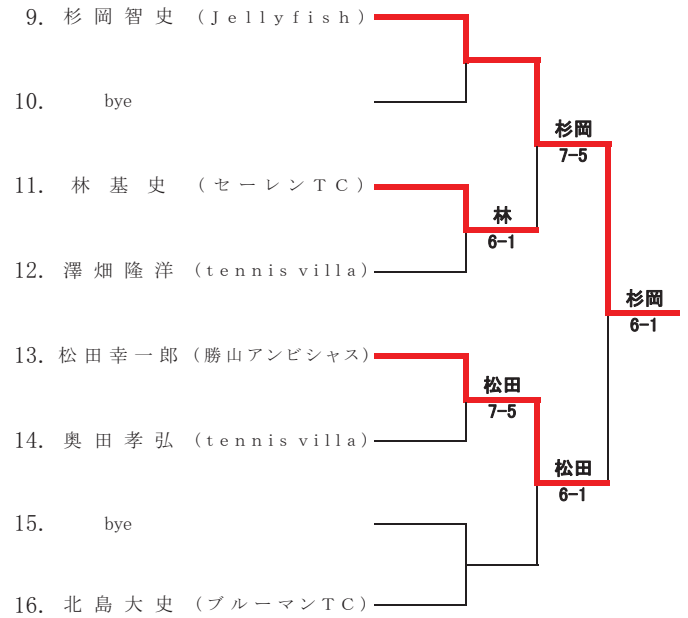 9. 杉岡智史 (Jellyfish)
10. bye
杉岡
7-5
11. 林基史 (セーレンTC)
林
6-1
12. 澤畑隆洋 (tennis villa)
杉岡
6-1
13. 松田幸一郎 (勝山アンビシャス)
松田
7-5
14. 奥田孝弘 (tennis villa)
松田
6-1
15. bye
16. 北島大史 (ブルーマンTC)